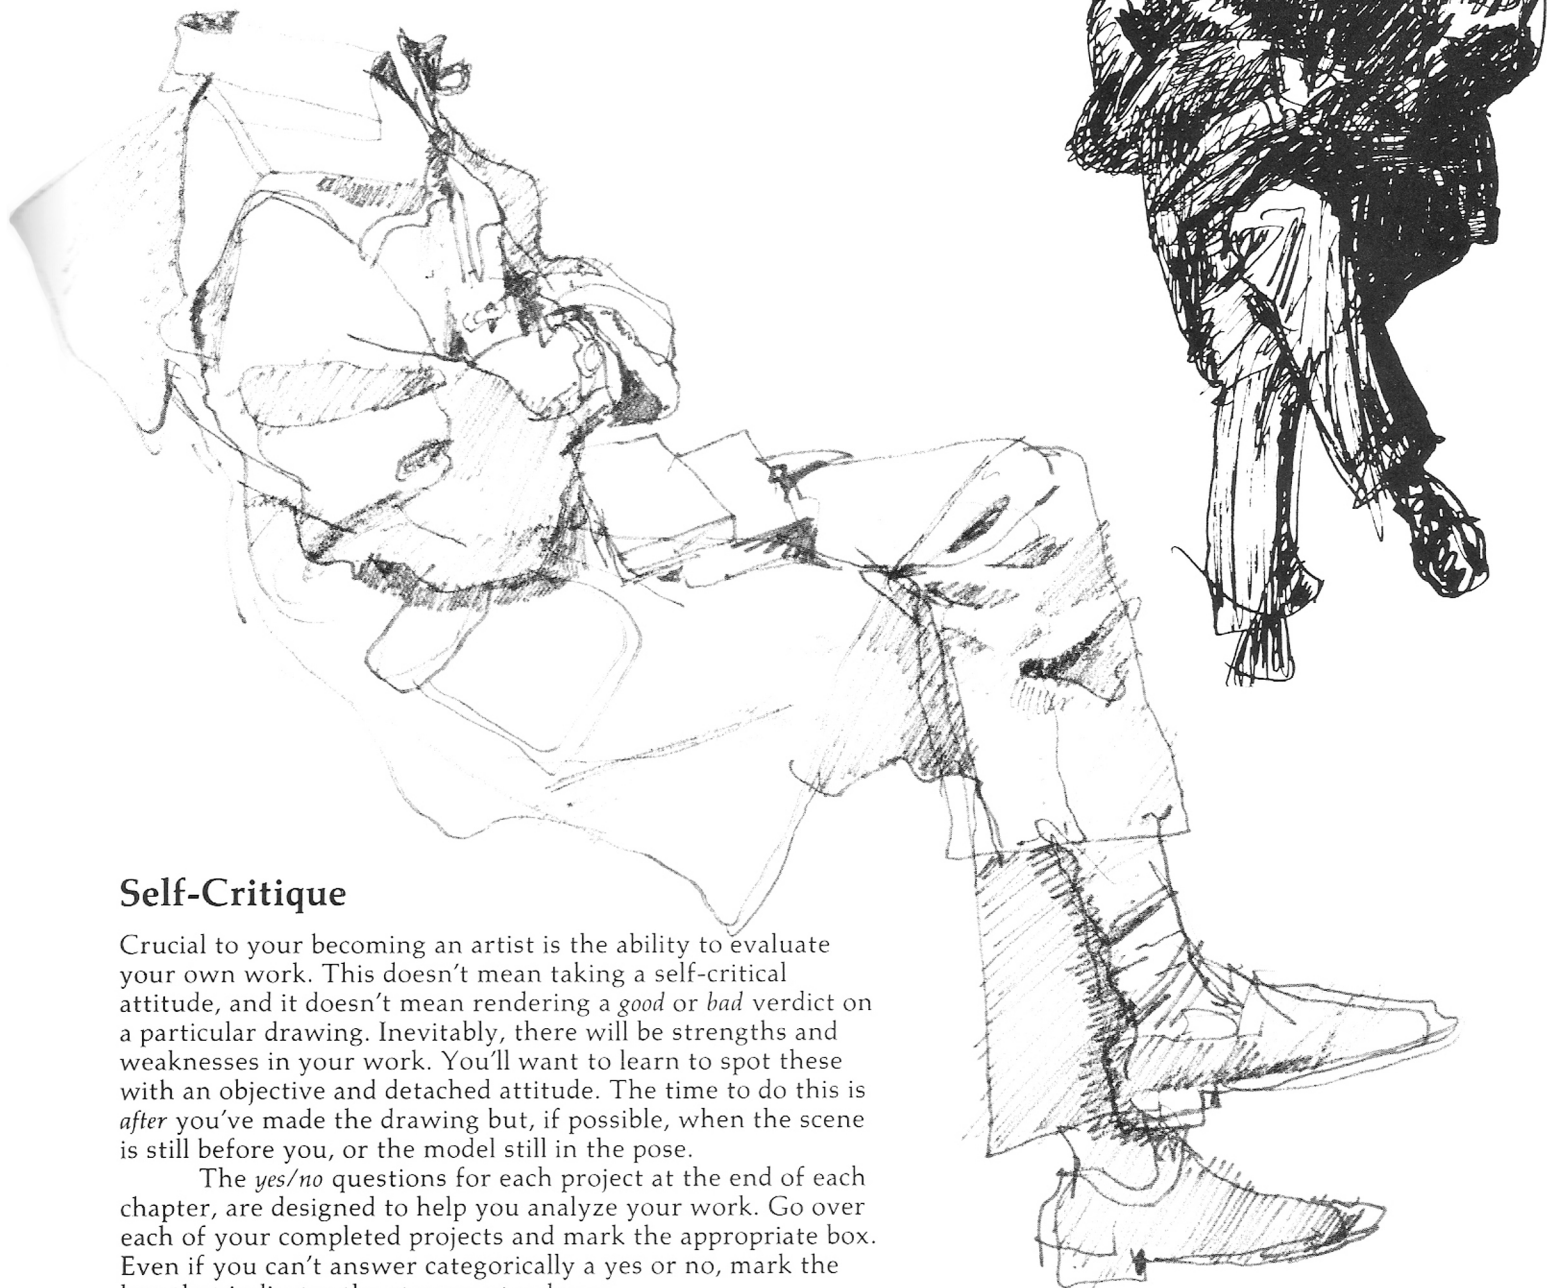 Self-Critique
Crucial to your becoming an artist is the ability to evaluate
your own work. This doesn't mean taking a self-critical
attitude, and it doesn't mean rendering a good or bad verdict on
a particular drawing. Inevitably, there will be strengths and
weaknesses in your work. You'll want to learn to spot these
with an objective and detached attitude. The time to do this is
after you've made the drawing but, if possible, when the scene
is still before you, or the model still in the pose.
The yes/no questions for each project at the end of each
chapter, are designed to help you analyze your work. Go over
each of your completed projects and mark the appropriate box.
Even if you can't answer categorically a yes or no, mark the